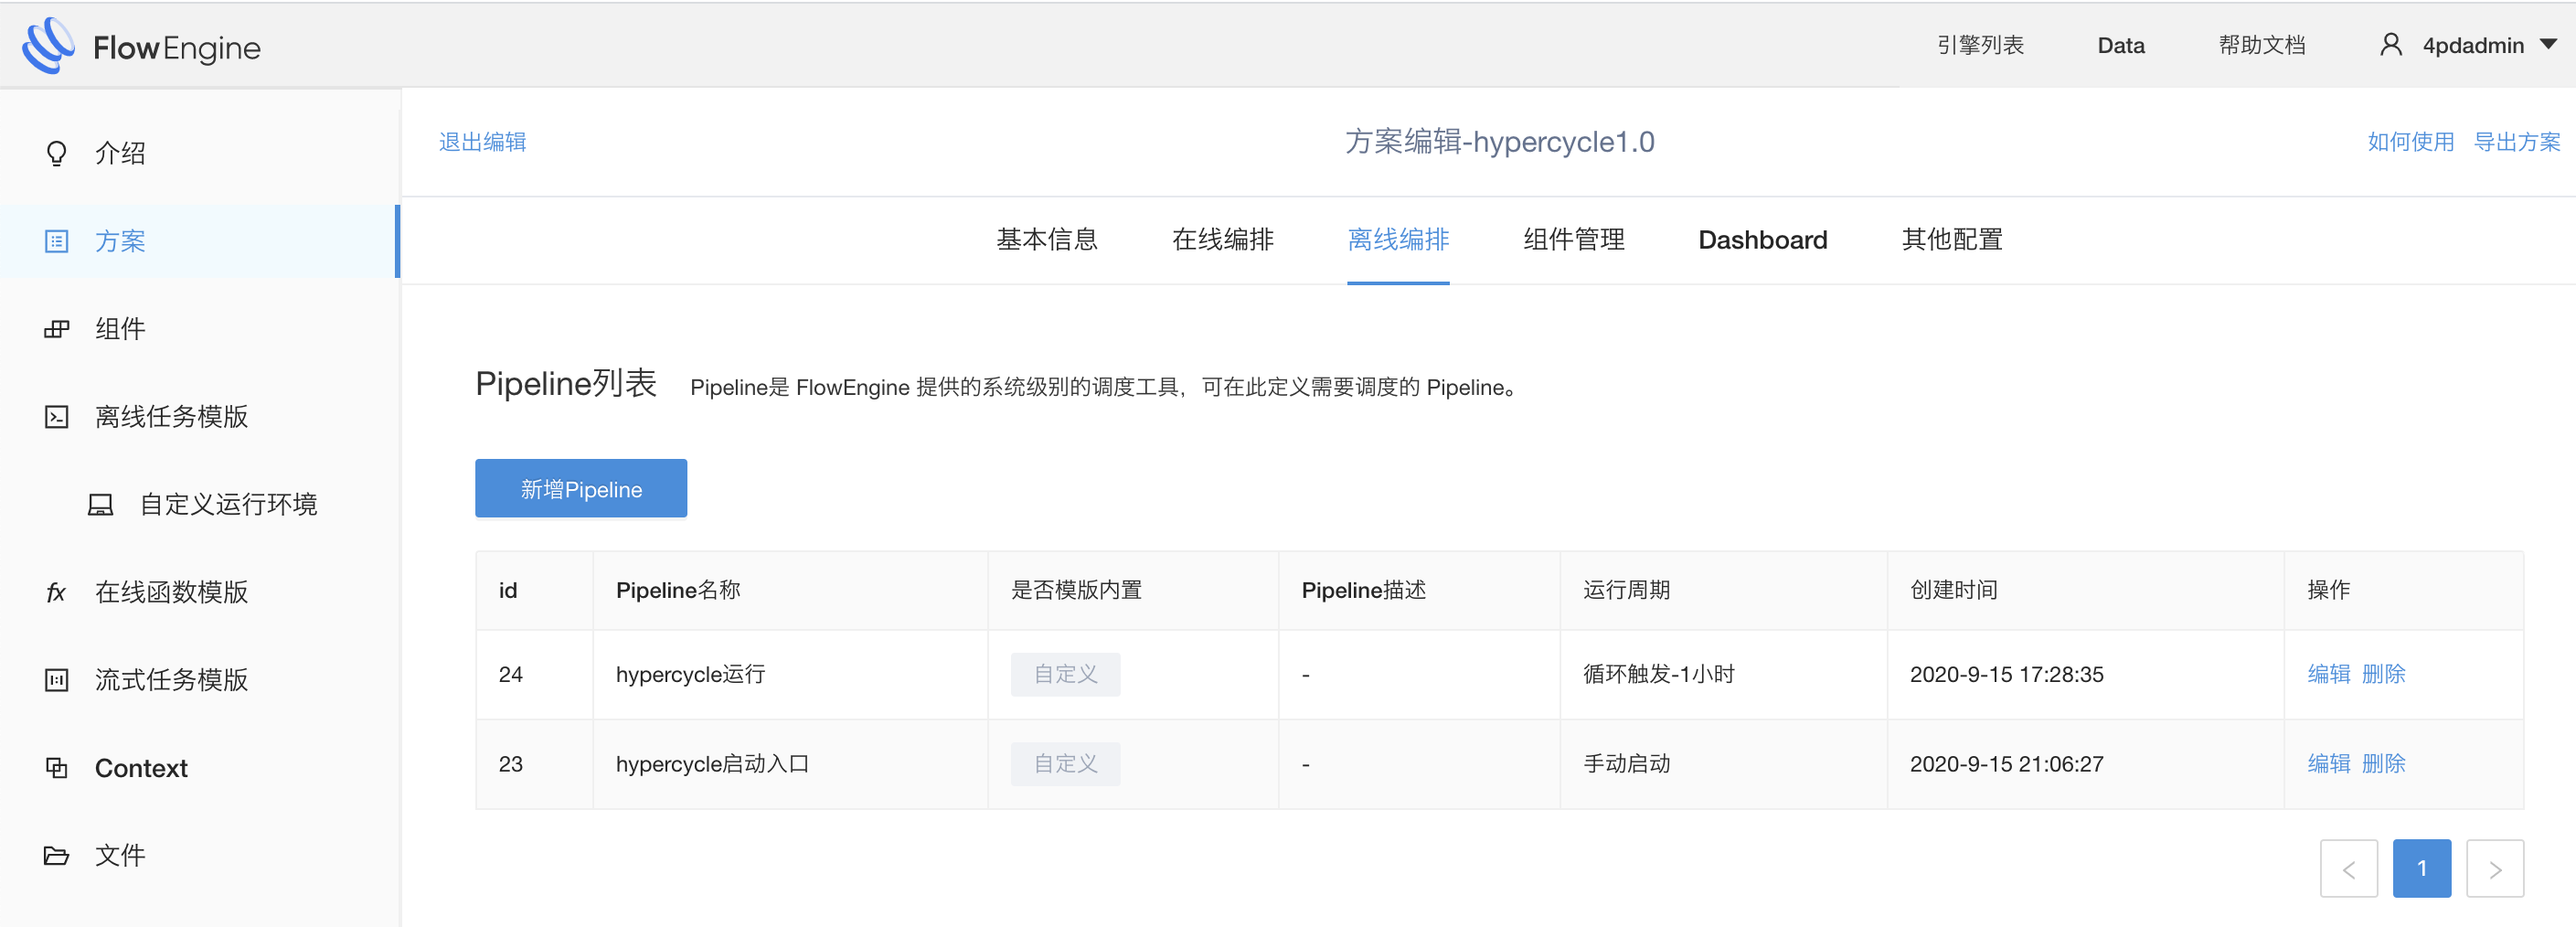 FlowEngine
引擎列表 Data 帮助文档 4pdadmin
介绍
方案
组件
离线任务模版
自定义运行环境
fx 在线函数模版
流式任务模版
Context
文件
退出编辑 方案编辑-hypercycle1.0 如何使用 导出方案
基本信息 在线编排 离线编排 组件管理 Dashboard 其他配置
Pipeline列表 Pipeline是 FlowEngine 提供的系统级别的调度工具，可在此定义需要调度的 Pipeline。
新增Pipeline
id Pipeline名称 是否模版内置 Pipeline描述 运行周期 创建时间 操作
24 hypercycle运行 自定义 - 循环触发-1小时 2020-9-15 17:28:35 编辑 删除
23 hypercycle启动入口 自定义 - 手动启动 2020-9-15 21:06:27 编辑 删除
< 1 >